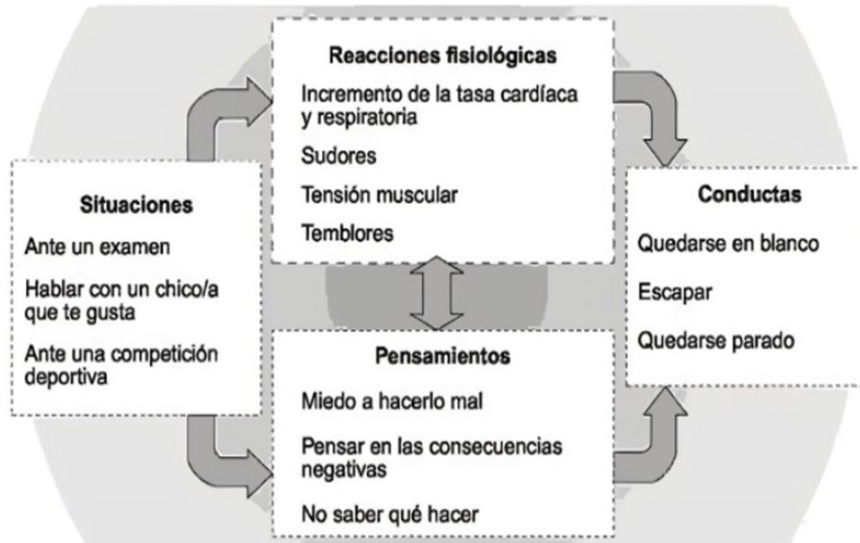 Reacciones fisiológicas
Incremento de la tasa cardíaca
y respiratoria
Sudores
Tensión muscular
Temblores
Situaciones
Ante un examen
Hablar con un chico/a
que te gusta
Ante una competición
deportiva
Pensamientos
Miedo a hacerlo mal
Pensar en las consecuencias
negativas
No saber qué hacer
Conductas
Quedarse en blanco
Escapar
Quedarse parado